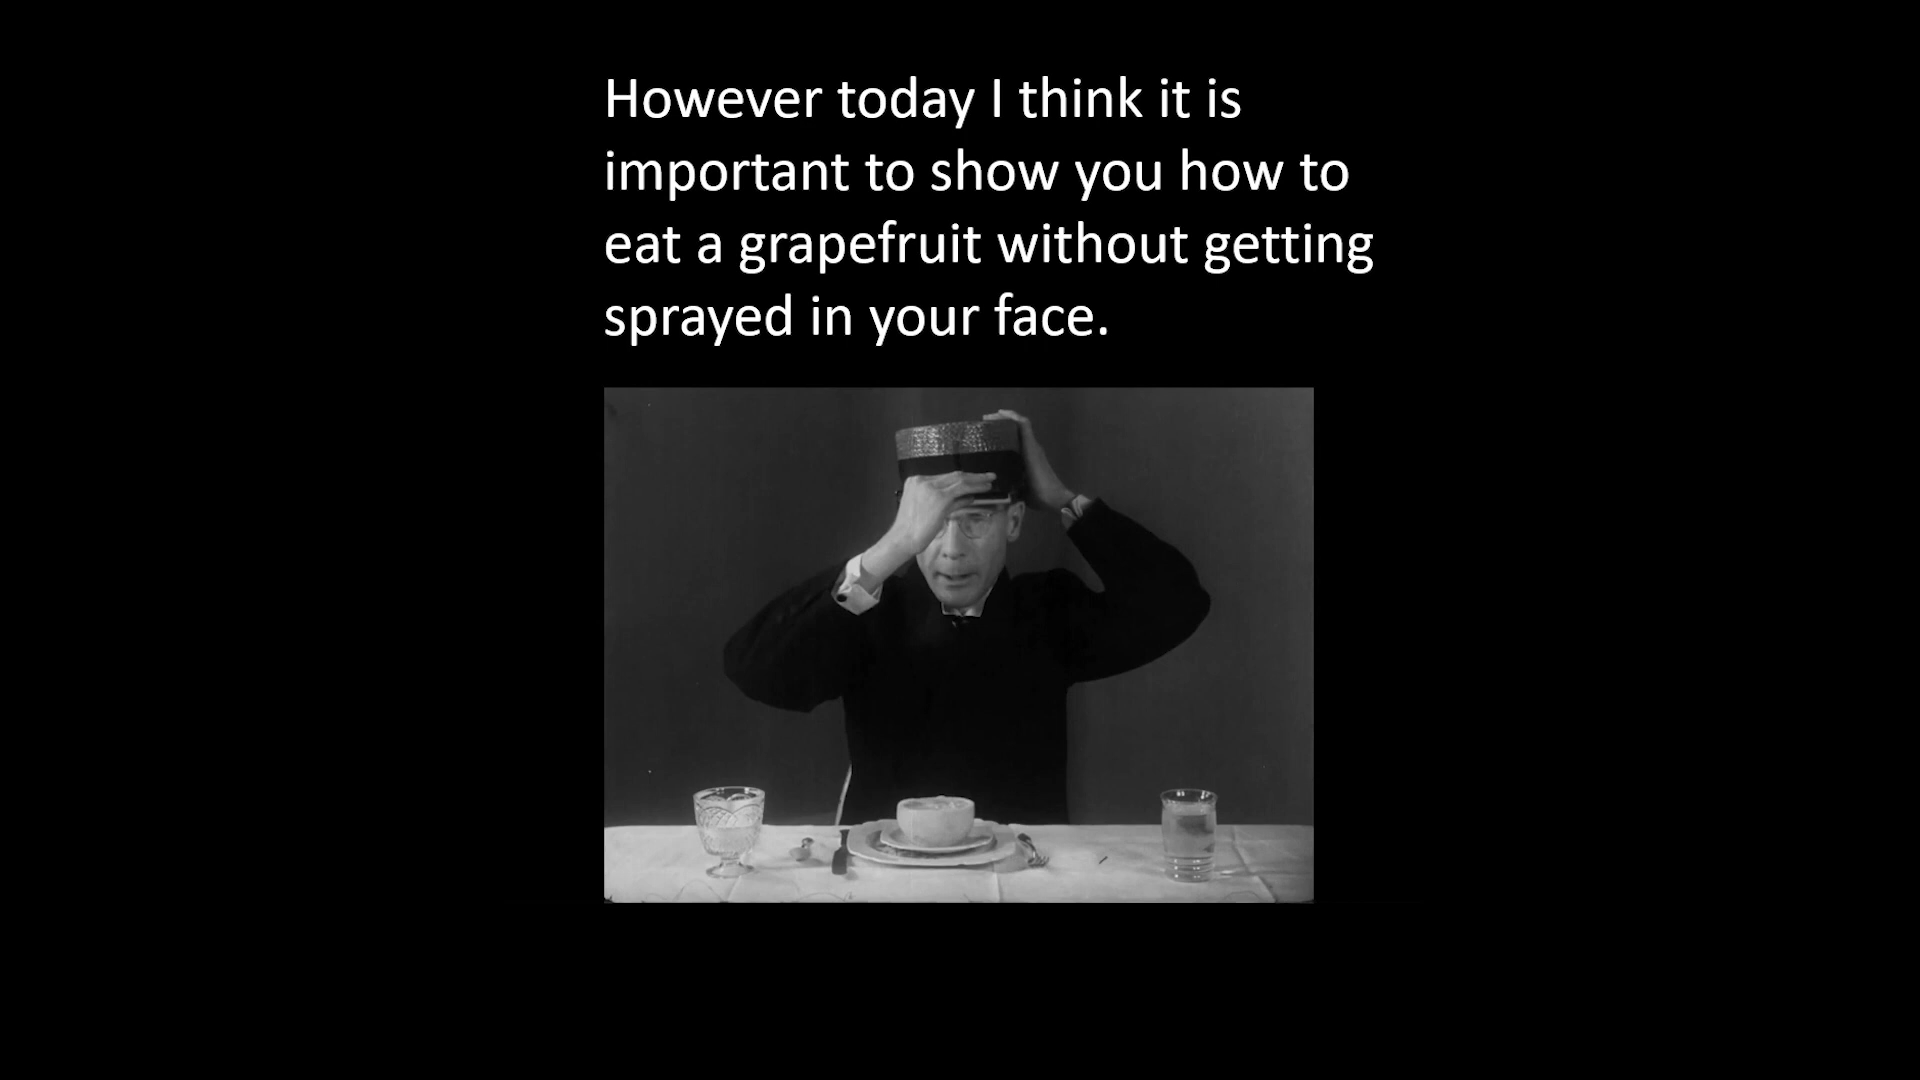 However today I think it is
important to show you how to
eat a grapefruit without getting
sprayed in your face.